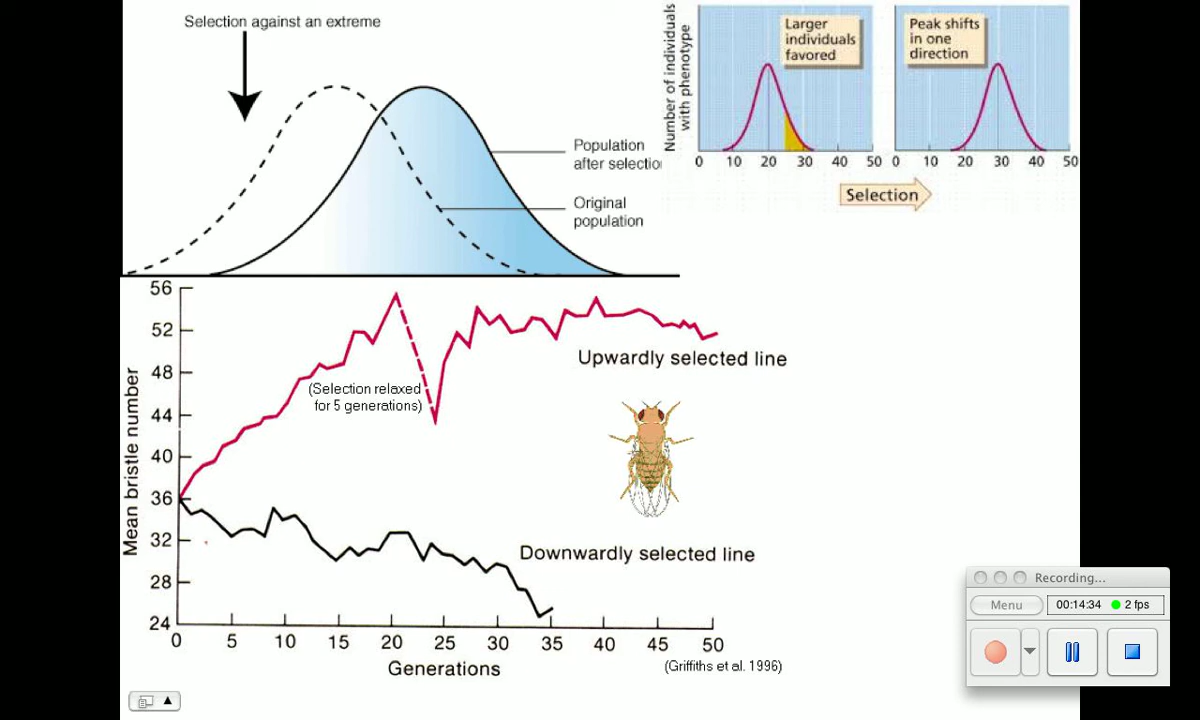 Selection against an extreme
Population
after selectio
Original
population
Number of individuals
with phenotype
Larger
individuals
favored
0 10 20 30 40 50
Peak shifts
in one
direction
0 10 20 30 40 50
Selection
Mean bristle number
56
52
48
44
40
36
32
28
24
(Selection relaxed
for 5 generations)
Upwardly selected line
Downwardly selected line
0 5 10 15 20 25 30 35 40 45 50
Generations
(Griffiths et al. 1996)
Recording...
Menu
00:14:34 2 fps